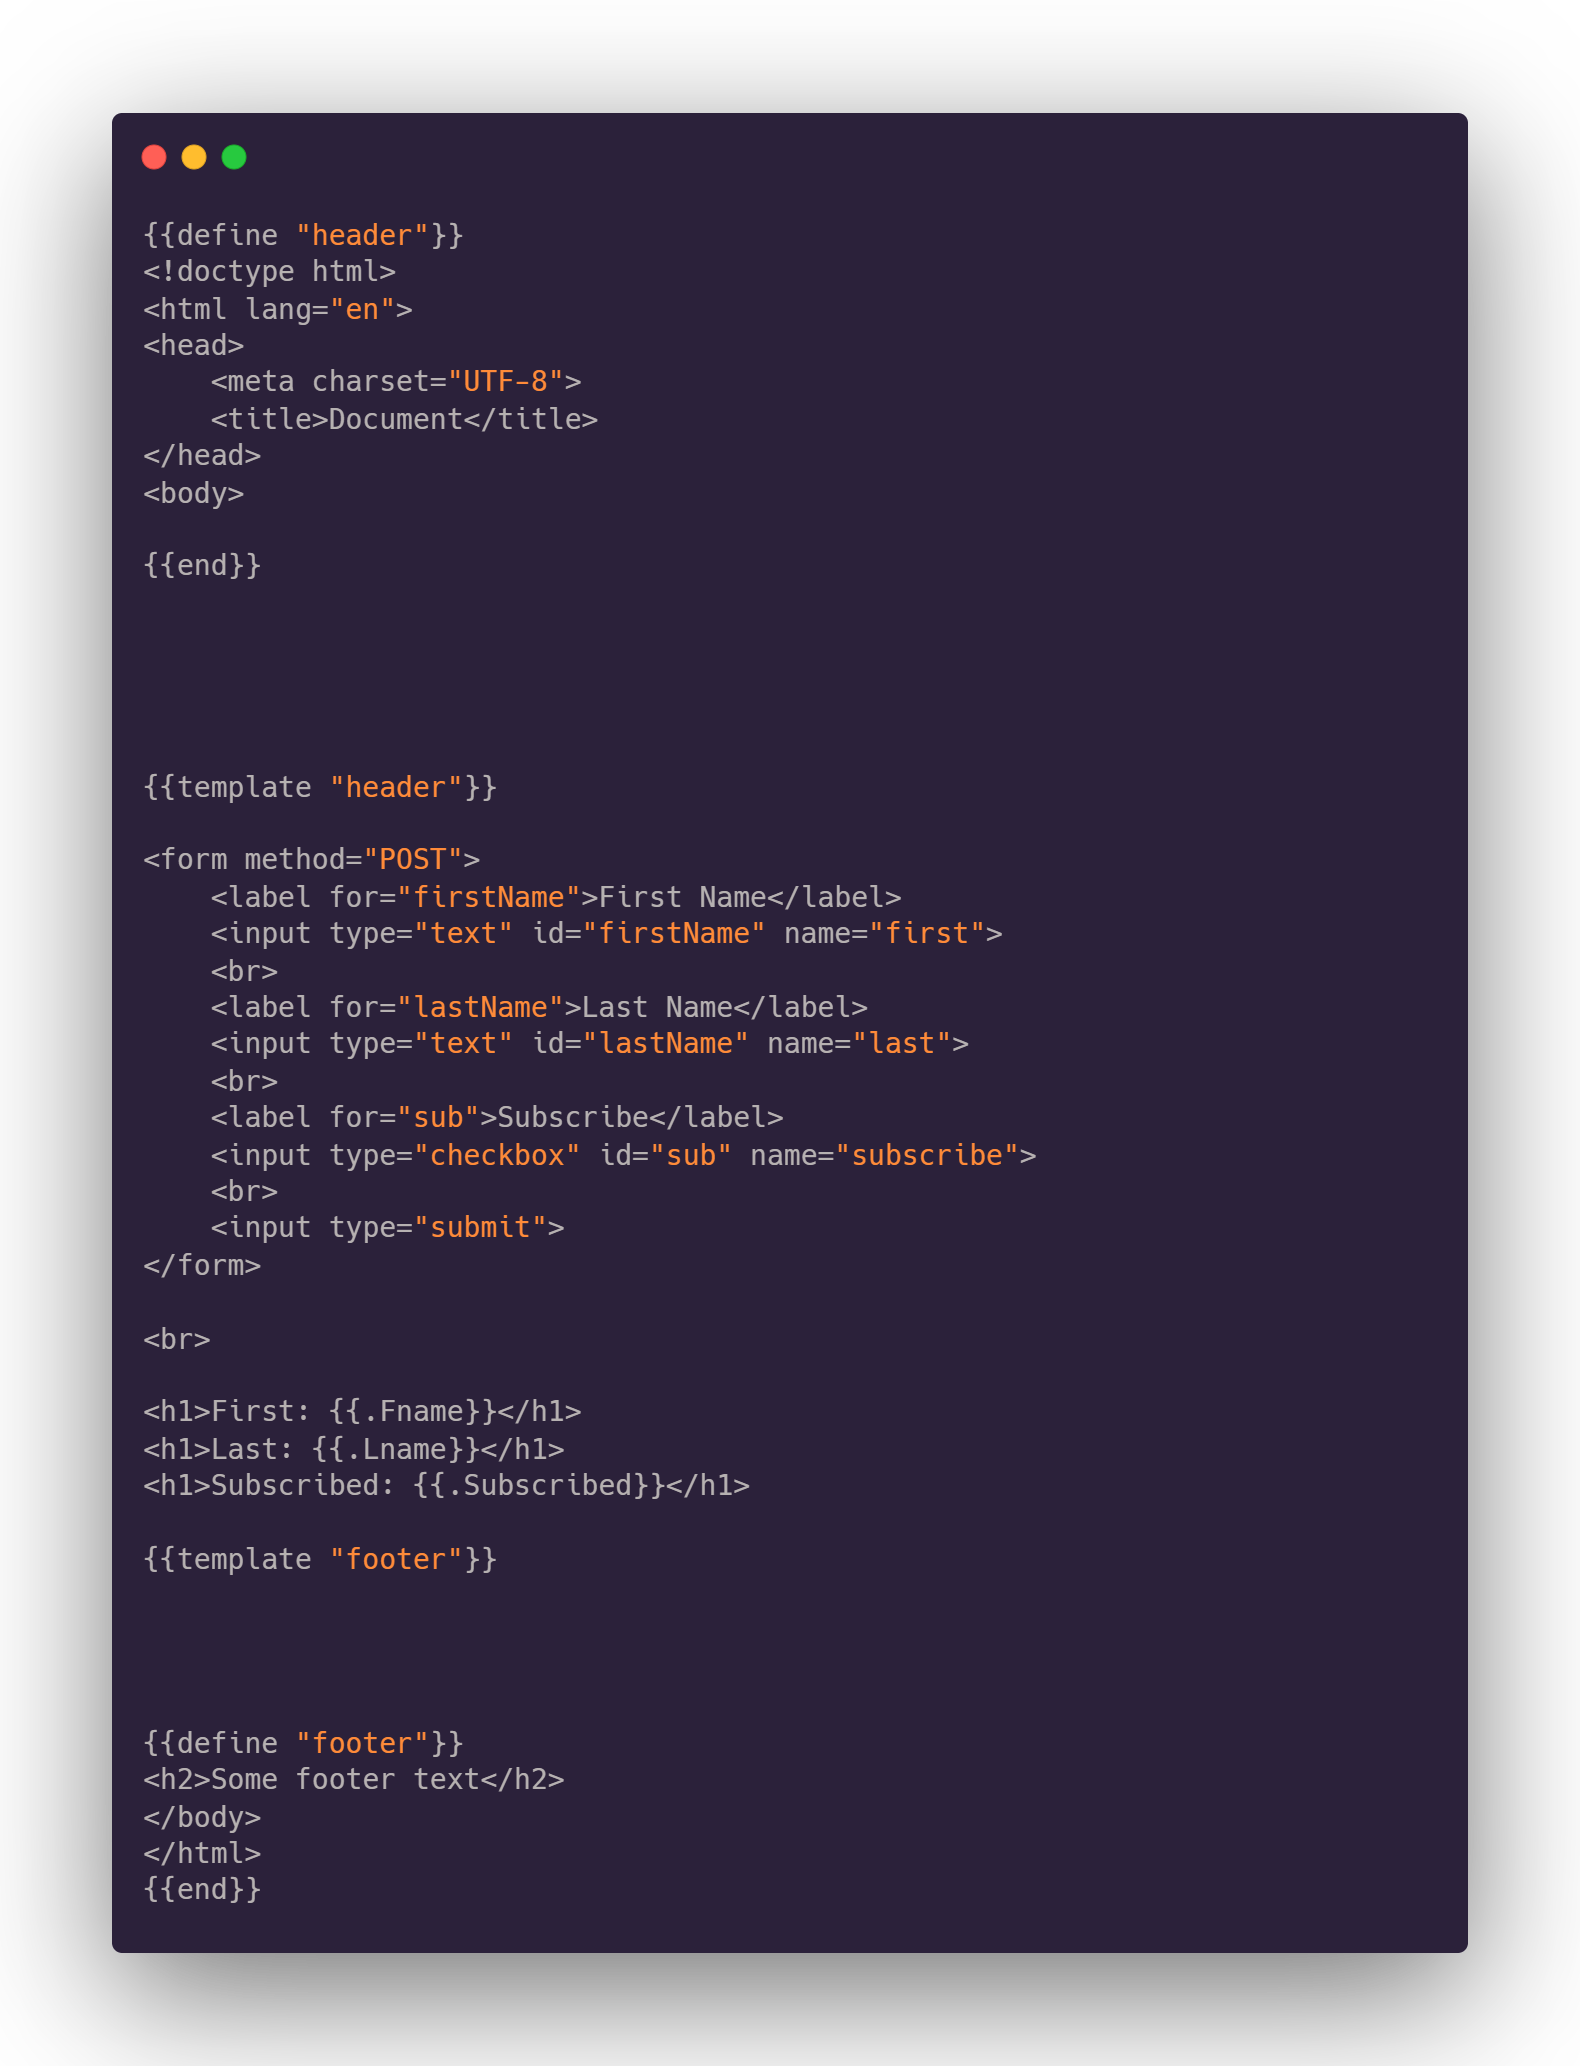 {{define "header"}}
<!doctype html>
<html lang="en">
<head>
    <meta charset="UTF-8">
    <title>Document</title>
</head>
<body>

{{end}}

{{template "header"}}

<form method="POST">
    <label for="firstName">First Name</label>
    <input type="text" id="firstName" name="first">
    <br>
    <label for="lastName">Last Name</label>
    <input type="text" id="lastName" name="last">
    <br>
    <label for="sub">Subscribe</label>
    <input type="checkbox" id="sub" name="subscribe">
    <br>
    <input type="submit">
</form>

<br>

<h1>First: {{.Fname}}</h1>
<h1>Last: {{.Lname}}</h1>
<h1>Subscribed: {{.Subscribed}}</h1>

{{template "footer"}}

{{define "footer"}}
<h2>Some footer text</h2>
</body>
</html>
{{end}}